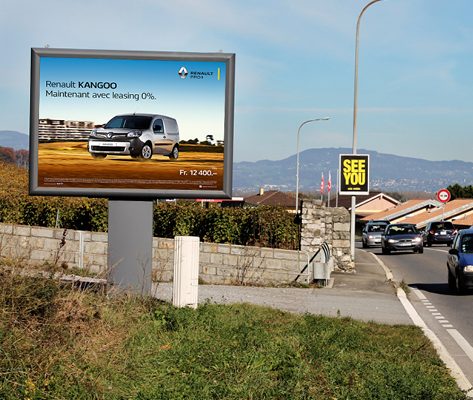 Renault KANGOO
Maintenant avec leasing 0%.
RENAULT
PRO+
Fr. 12 400.–
SEE
YOU